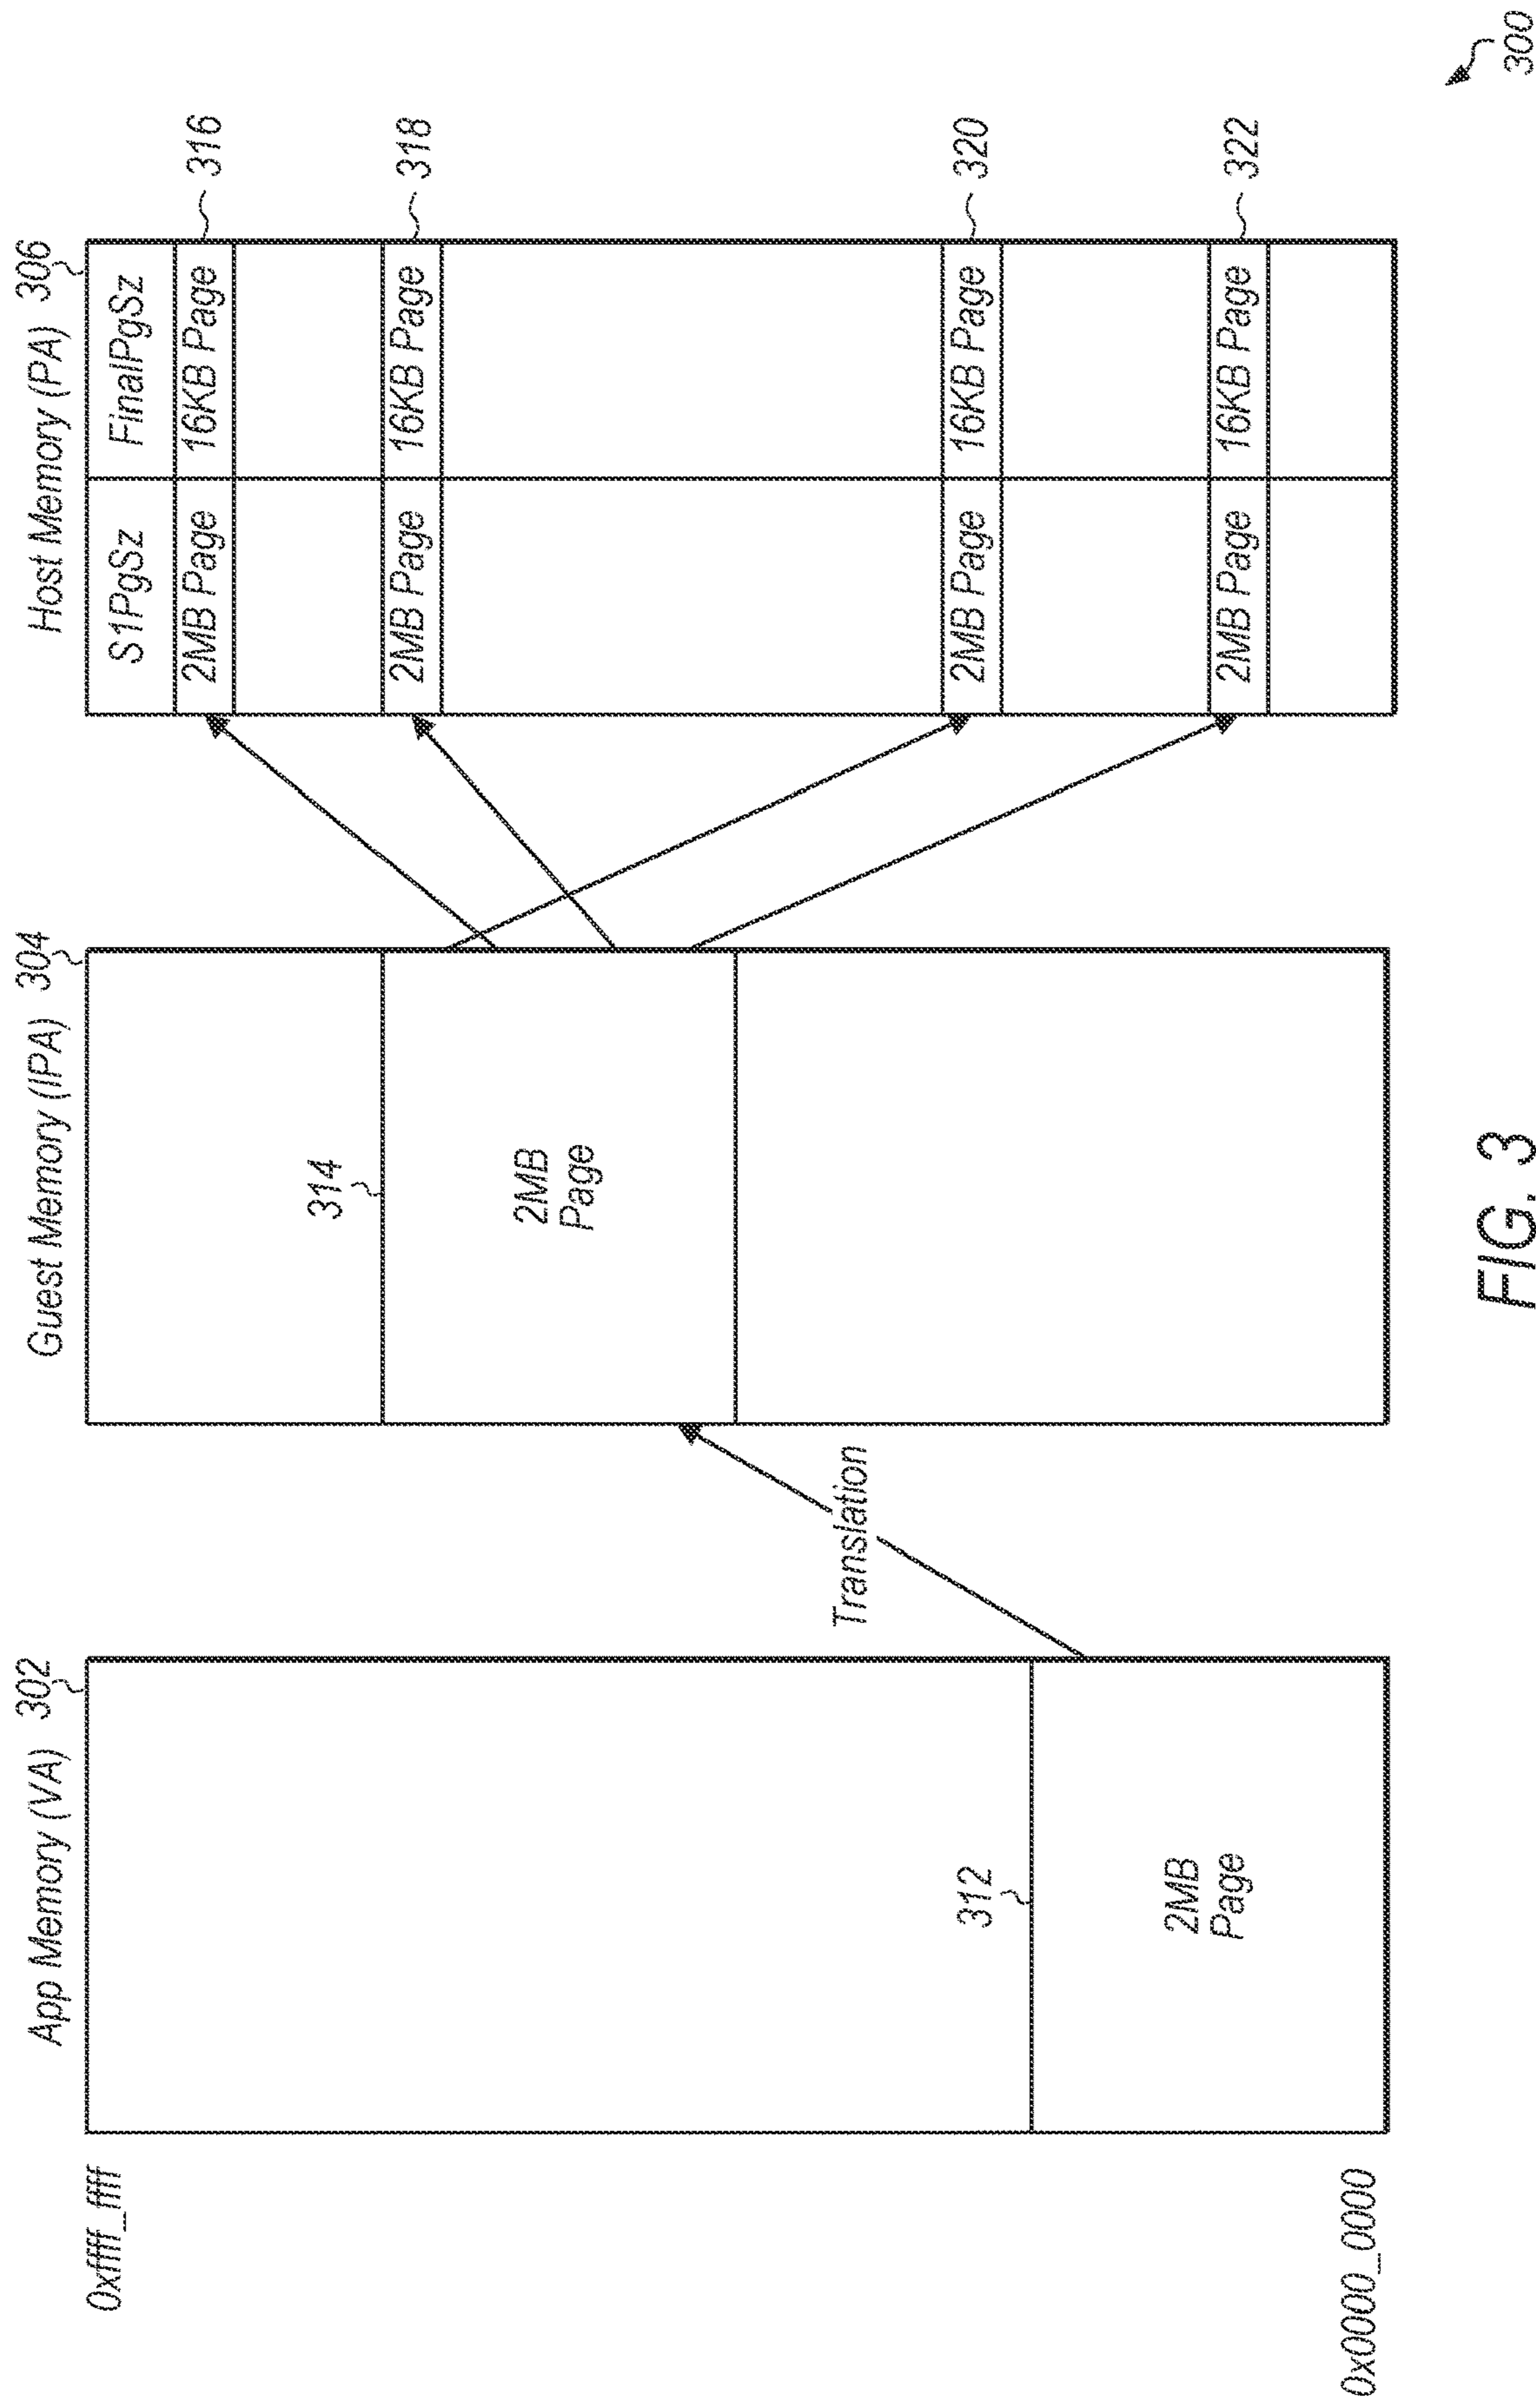 App Memory (VA) 302
Guest Memory (IPA) 304
Host Memory (PA) 306
0xffff_ffff
S1PgSz
FinalPgSz
2MB Page
16KB Page
316
314
2MB Page
16KB Page
318
2MB
Page
Translation
312
2MB Page
16KB Page
320
2MB
Page
2MB Page
16KB Page
322
0x0000_0000
300
FIG. 3